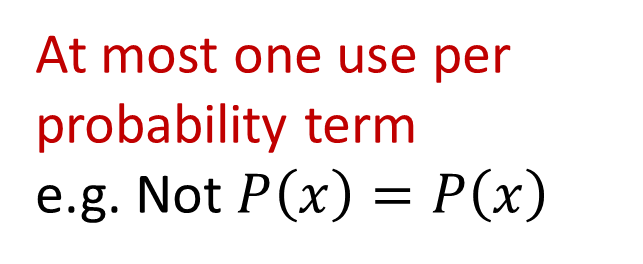 At most one use per
probability term
e.g. Not 𝑃(𝑥) = 𝑃(𝑥)